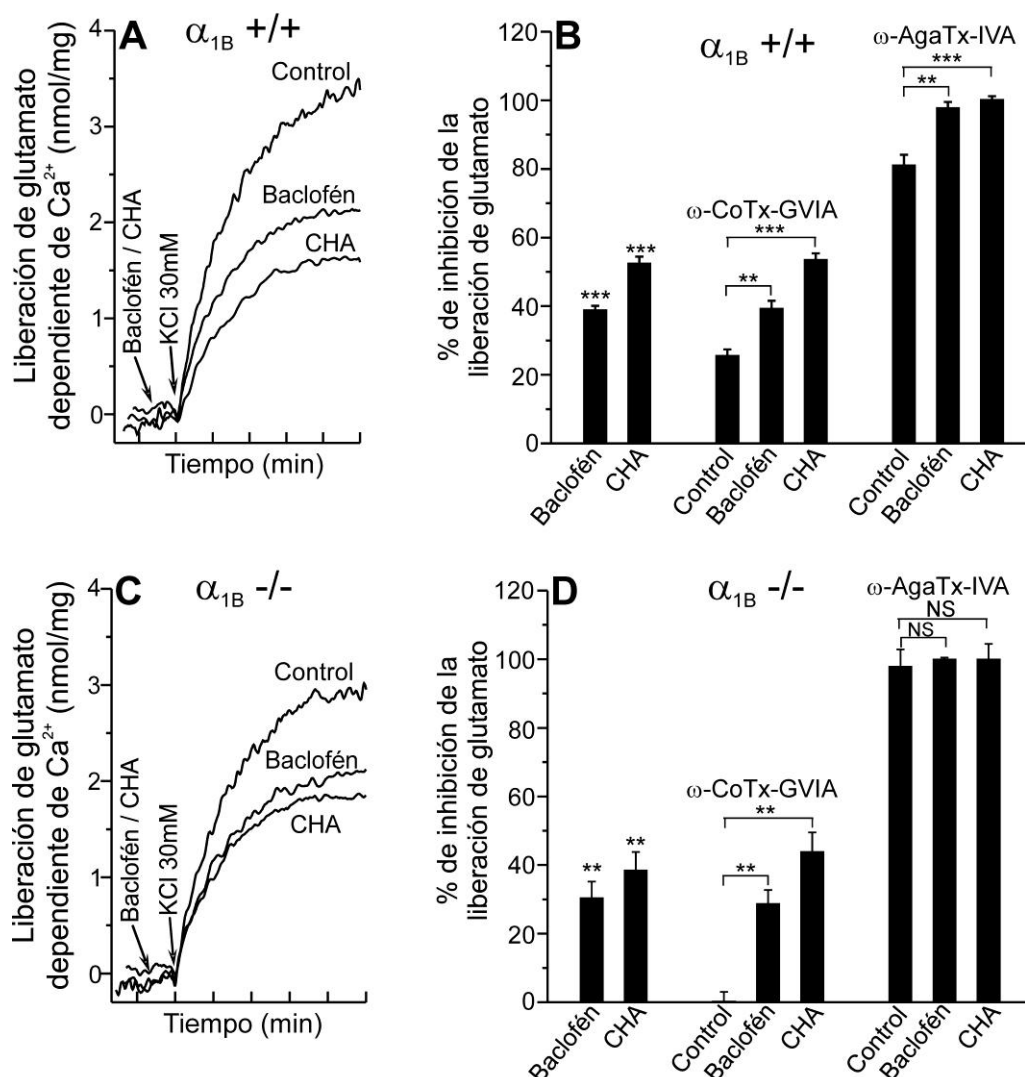 A
α1B +/+
Liberación de glutamato
dependiente de Ca²⁺ (nmol/mg)
4
3
2
1
0
Control
Baclofén
CHA
Baclofén / CHA
KCl 30mM
Tiempo (min)
B
α1B +/+
% de inhibición de la
liberación de glutamato
120
100
80
60
40
20
0
ω-AgaTx-IVA
***
**
ω-CoTx-GVIA
***
**
***
***
Baclofén
CHA
Control
Baclofén
CHA
Control
Baclofén
CHA
C
α1B -/-
Liberación de glutamato
dependiente de Ca²⁺ (nmol/mg)
4
3
2
1
0
Control
Baclofén
CHA
Baclofén / CHA
KCl 30mM
Tiempo (min)
D
α1B -/-
% de inhibición de la
liberación de glutamato
120
100
80
60
40
20
0
ω-AgaTx-IVA
NS
NS
ω-CoTx-GVIA
**
**
**
**
Baclofén
CHA
Control
Baclofén
CHA
Control
Baclofén
CHA